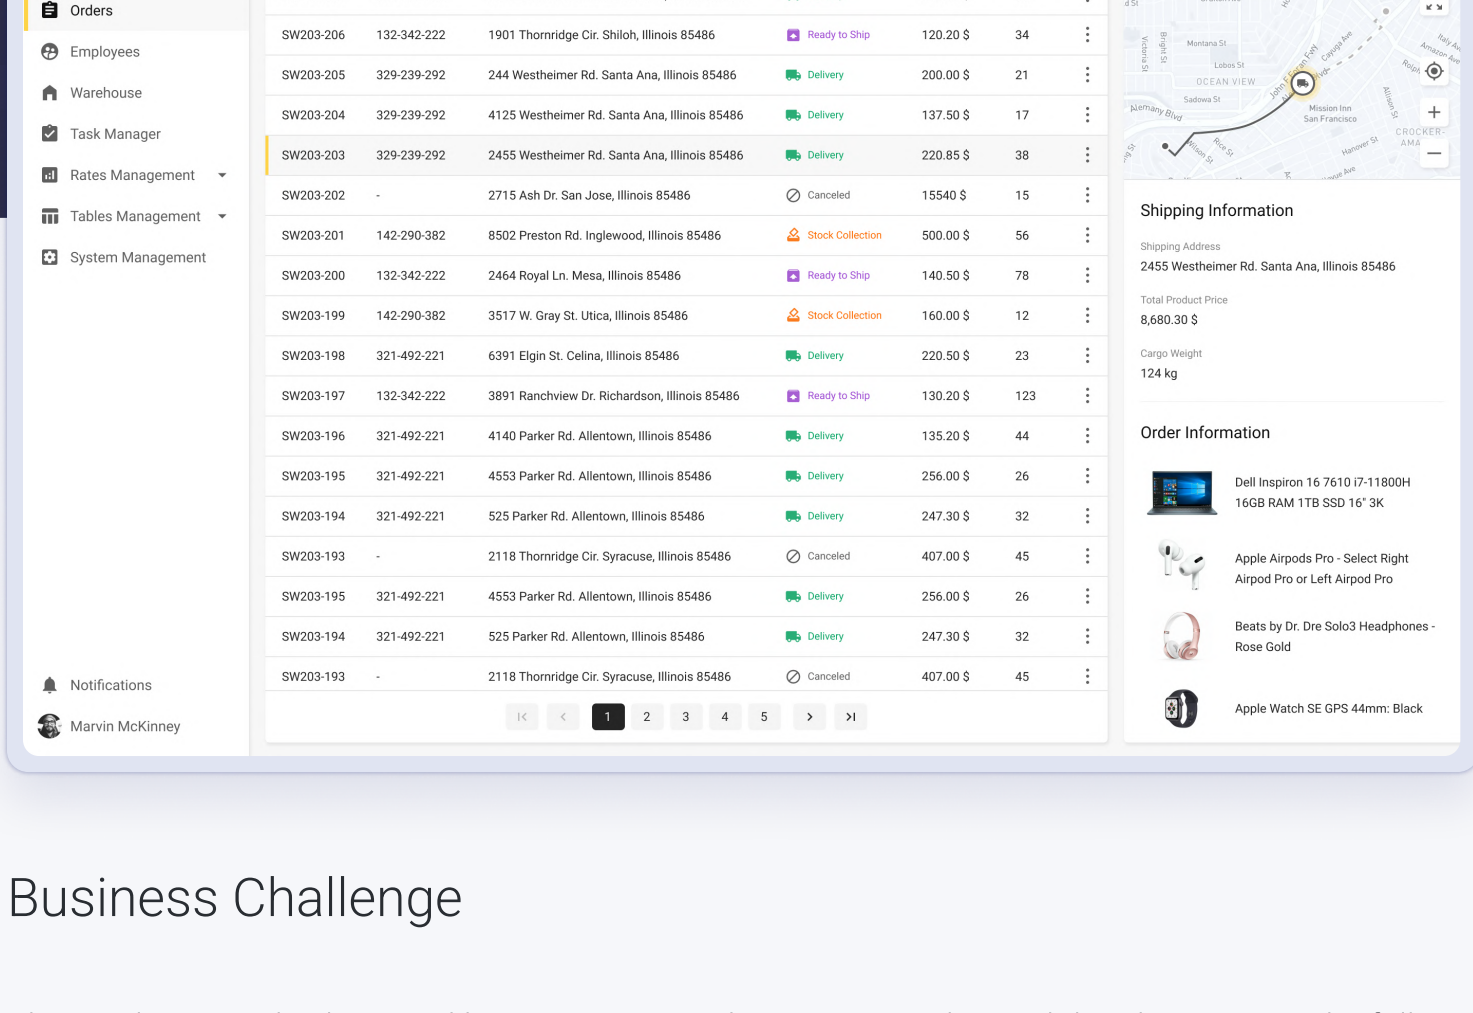 Orders
Employees
Warehouse
Task Manager
Rates Management
Tables Management
System Management
Notifications
Marvin McKinney
SW203-206 132-342-222 1901 Thornridge Cir. Shiloh, Illinois 85486 Ready to Ship 120.20 $ 34
SW203-205 329-239-292 244 Westheimer Rd. Santa Ana, Illinois 85486 Delivery 200.00 $ 21
SW203-204 329-239-292 4125 Westheimer Rd. Santa Ana, Illinois 85486 Delivery 137.50 $ 17
SW203-203 329-239-292 2455 Westheimer Rd. Santa Ana, Illinois 85486 Delivery 220.85 $ 38
SW203-202 - 2715 Ash Dr. San Jose, Illinois 85486 Canceled 15540 $ 15
SW203-201 142-290-382 8502 Preston Rd. Inglewood, Illinois 85486 Stock Collection 500.00 $ 56
SW203-200 132-342-222 2464 Royal Ln. Mesa, Illinois 85486 Ready to Ship 140.50 $ 78
SW203-199 142-290-382 3517 W. Gray St. Utica, Illinois 85486 Stock Collection 160.00 $ 12
SW203-198 321-492-221 6391 Elgin St. Celina, Illinois 85486 Delivery 220.50 $ 23
SW203-197 132-342-222 3891 Ranchview Dr. Richardson, Illinois 85486 Ready to Ship 130.20 $ 123
SW203-196 321-492-221 4140 Parker Rd. Allentown, Illinois 85486 Delivery 135.20 $ 44
SW203-195 321-492-221 4553 Parker Rd. Allentown, Illinois 85486 Delivery 256.00 $ 26
SW203-194 321-492-221 525 Parker Rd. Allentown, Illinois 85486 Delivery 247.30 $ 32
SW203-193 - 2118 Thornridge Cir. Syracuse, Illinois 85486 Canceled 407.00 $ 45
SW203-195 321-492-221 4553 Parker Rd. Allentown, Illinois 85486 Delivery 256.00 $ 26
SW203-194 321-492-221 525 Parker Rd. Allentown, Illinois 85486 Delivery 247.30 $ 32
SW203-193 - 2118 Thornridge Cir. Syracuse, Illinois 85486 Canceled 407.00 $ 45
1 2 3 4 5
Victoria St
Bright St
Montana St
Lobos St
OCEAN VIEW
Sadowa St
Alemany Blvd
John F Foran Fwy
Cayuga Ave
Mission Inn
San Francisco
Allison St
CROCKER-
AMA
Hanover St
Wilson St
Rice St
Shipping Information
Shipping Address
2455 Westheimer Rd. Santa Ana, Illinois 85486
Total Product Price
8,680.30 $
Cargo Weight
124 kg
Order Information
Dell Inspiron 16 7610 i7-11800H
16GB RAM 1TB SSD 16" 3K
Apple Airpods Pro - Select Right
Airpod Pro or Left Airpod Pro
Beats by Dr. Dre Solo3 Headphones -
Rose Gold
Apple Watch SE GPS 44mm: Black
Business Challenge